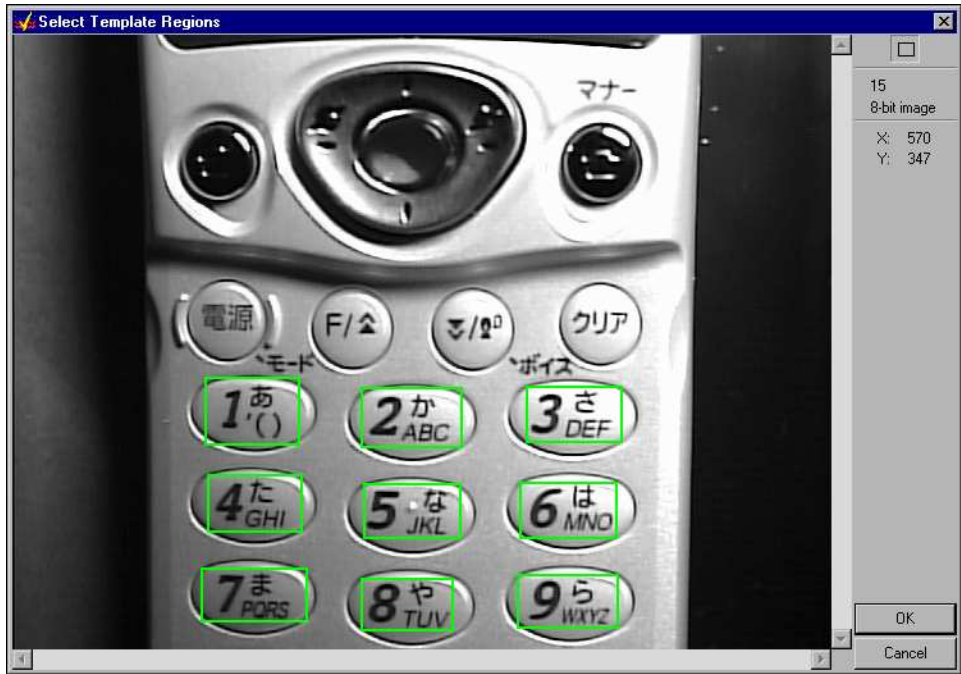 Select Template Regions
15
8-bit image
X: 570
Y: 347
マナー
電源
F/
クリア
モード
ボイス
1 あ
'()
2 か
ABC
3 さ
DEF
4 た
GHI
5 な
JKL
6 は
MNO
7 ま
PQRS
8 や
TUV
9 ら
WXYZ
OK
Cancel